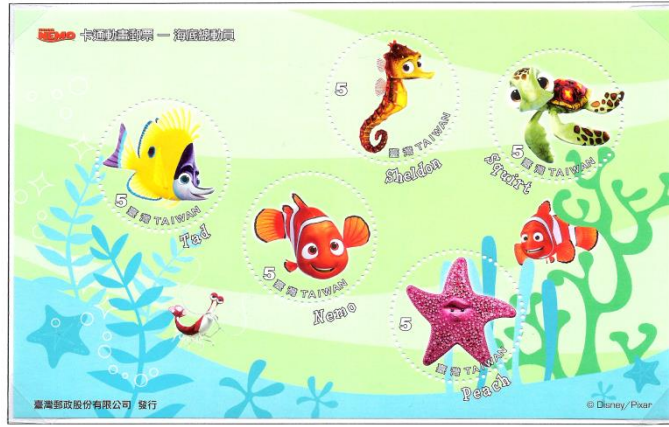 NEMO 卡通動畫郵票 — 海底總動員
5
臺灣 TAIWAN
Sheldon
5
臺灣 TAIWAN
Squirt
5
臺灣 TAIWAN
Tad
5
臺灣 TAIWAN
Nemo
5
臺灣 TAIWAN
Peach
臺灣郵政股份有限公司 發行
© Disney/Pixar